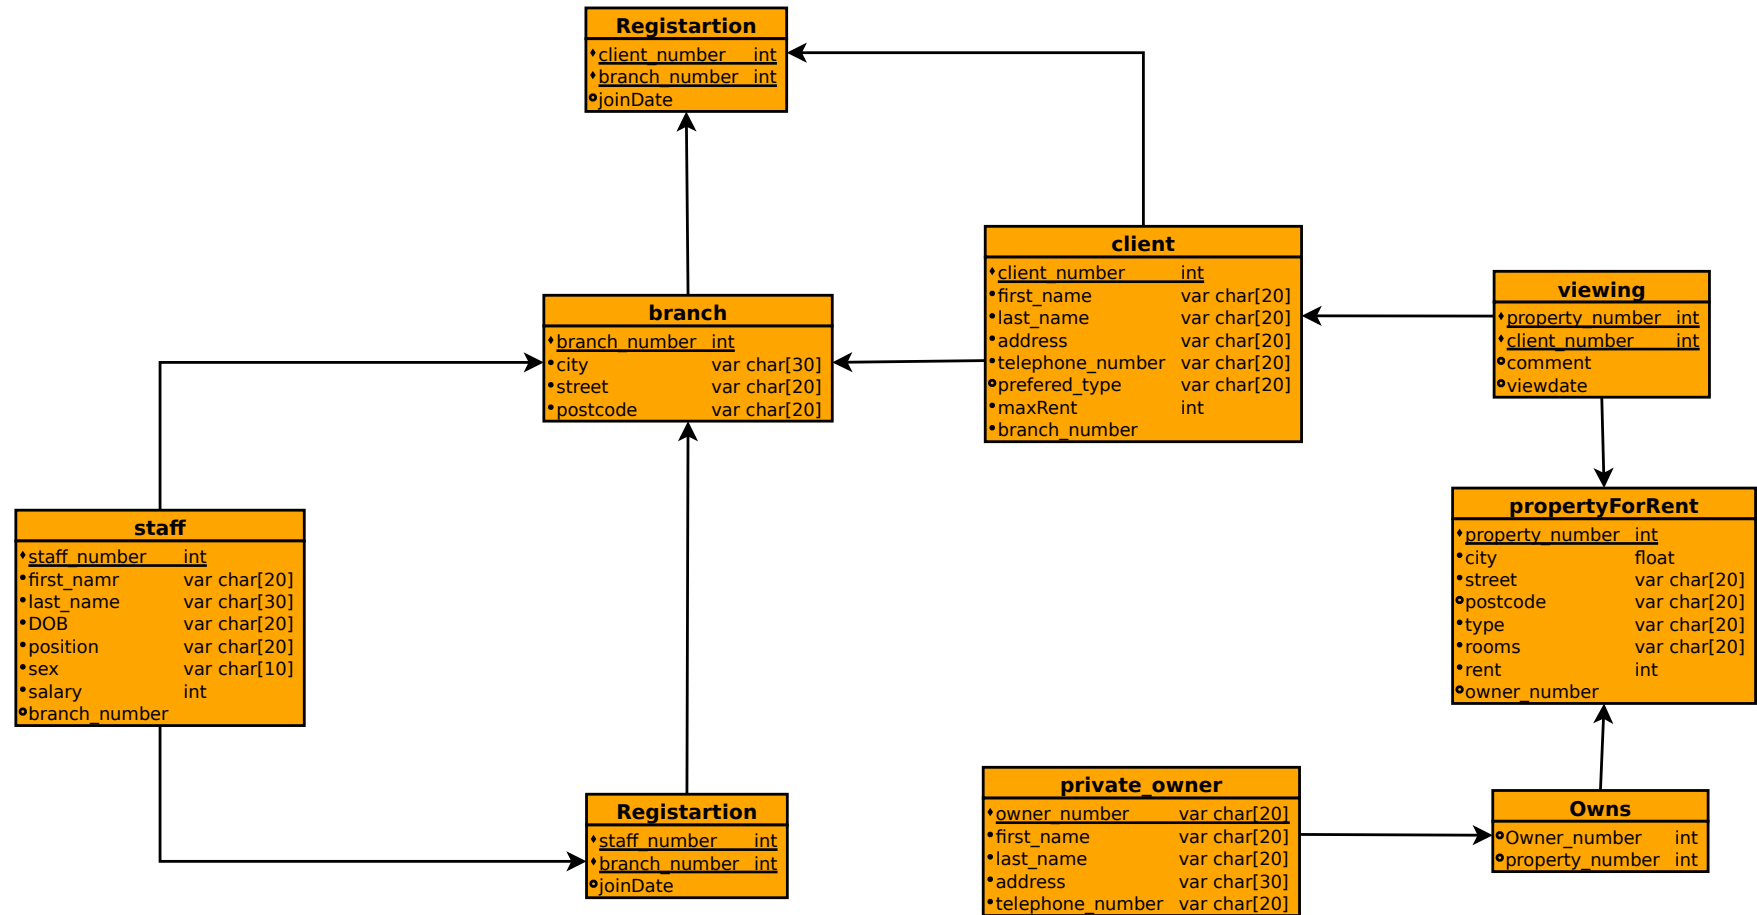 Registartion
client_number int
branch_number int
joinDate
client
client_number int
first_name var char[20]
last_name var char[20]
address var char[20]
telephone_number var char[20]
prefered_type var char[20]
maxRent int
branch_number
viewing
property_number int
client_number int
comment
viewdate
branch
branch_number int
city var char[30]
street var char[20]
postcode var char[20]
propertyForRent
property_number int
city float
street var char[20]
postcode var char[20]
type var char[20]
rooms var char[20]
rent int
owner_number
staff
staff_number int
first_namr var char[20]
last_name var char[30]
DOB var char[20]
position var char[20]
sex var char[10]
salary int
branch_number
Registartion
staff_number int
branch_number int
joinDate
private_owner
owner_number var char[20]
first_name var char[20]
last_name var char[20]
address var char[30]
telephone_number var char[20]
Owns
Owner_number int
property_number int